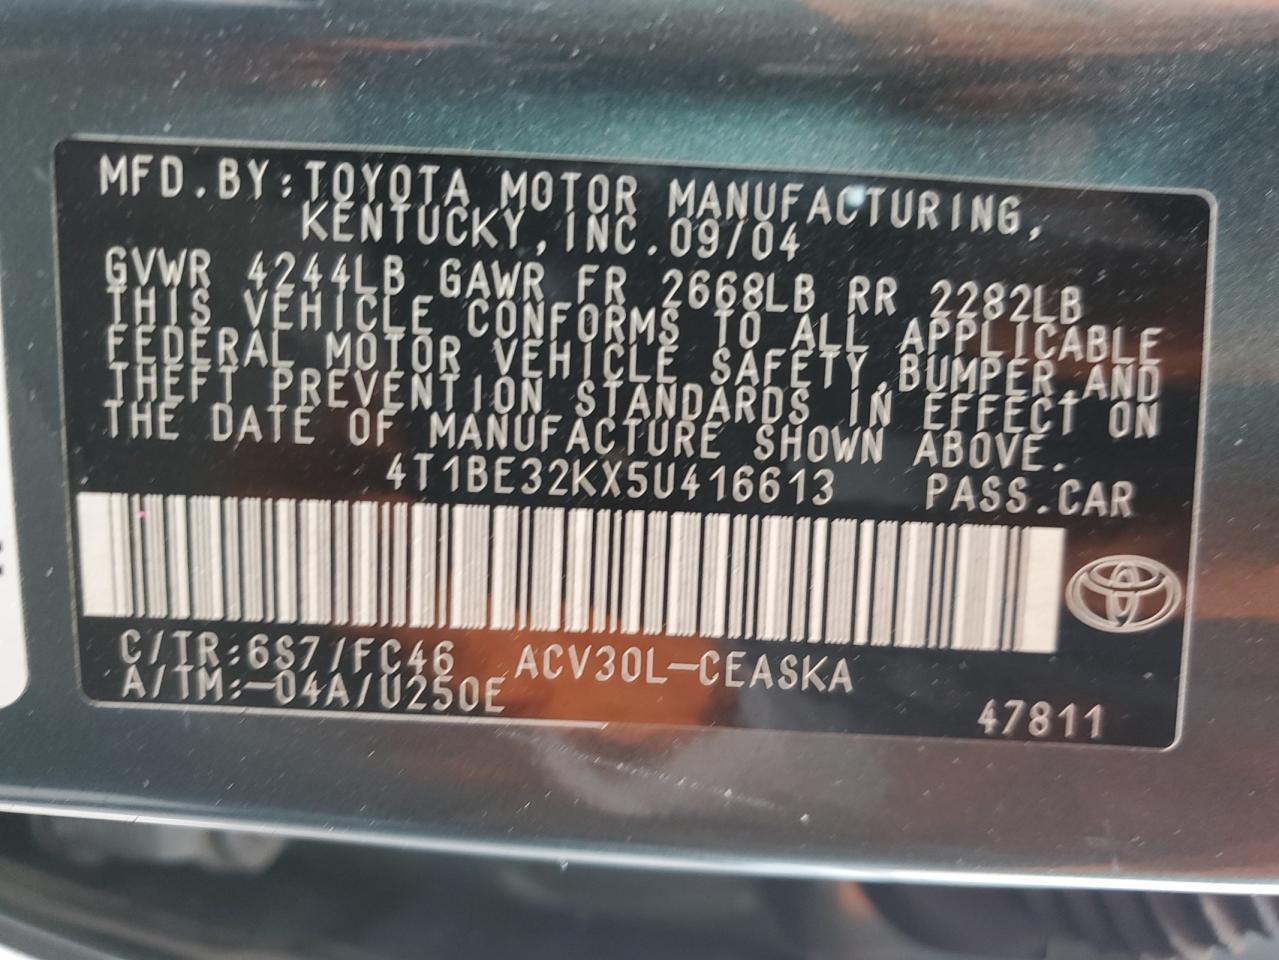 MFD.BY:TOYOTA MOTOR MANUFACTURING,
KENTUCKY,INC.09/04
GVWR 4244LB GAWR FR 2668LB RR 2282LB
THIS VEHICLE CONFORMS TO ALL APPLICABLE
FEDERAL MOTOR VEHICLE SAFETY,BUMPER,AND
THEFT PREVENTION STANDARDS IN EFFECT ON
THE DATE OF MANUFACTURE SHOWN ABOVE.
4T1BE32KX5U416613 PASS.CAR
C/TR:6S7/FC46 ACV30L-CEASKA
A/TM:-04A/U250E
47811